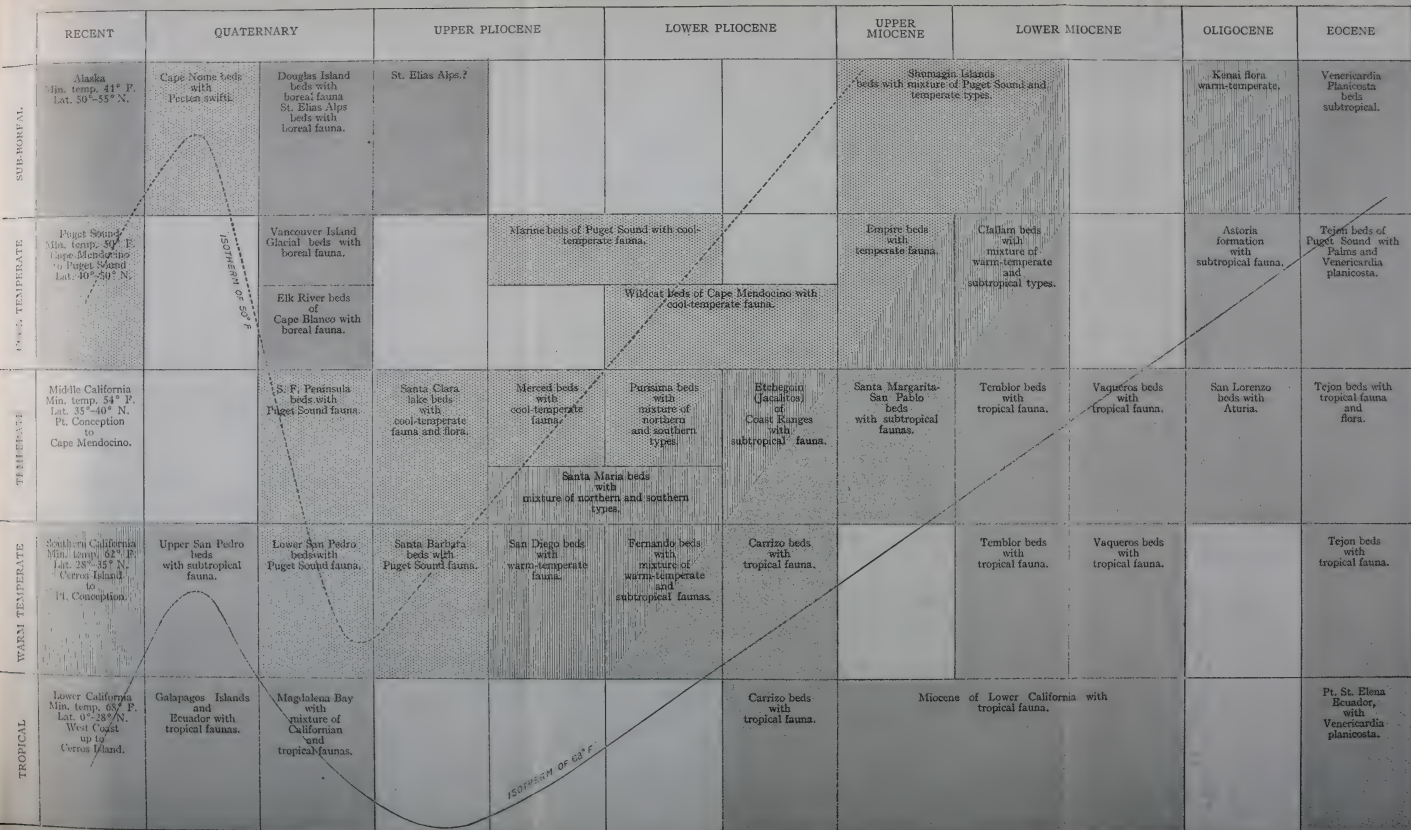 RECENT
QUATERNARY
UPPER PLIOCENE
LOWER PLIOCENE
UPPER
MIOCENE
LOWER MIOCENE
OLIGOCENE
EOCENE
SUB-BOREAL
Alaska
Min. temp. 41° F.
Lat. 50°-55° N.
Cape Nome beds
with
Pecten swifti.
Douglas Island
beds with
boreal fauna
St. Elias Alps
beds with
boreal fauna.
St. Elias Alps.?
Shumagin Islands
beds with mixture of Puget Sound and
temperate types.
Kenai flora
warm-temperate.
Venericardia
Planicosta
beds
subtropical.
TEMPERATE
Puget Sound
Min. temp. 50° F.
Cape Mendocino
to Puget Sound
Lat. 40°-50° N.
ISOTHERM OF 50° F
Vancouver Island
Glacial beds with
boreal fauna.
Elk River beds
of
Cape Blanco with
boreal fauna.
Marine beds of Puget Sound with cool-
temperate fauna.
Wildcat beds of Cape Mendocino with
cool-temperate fauna.
Empire beds
with
temperate fauna.
Clallam beds
with
mixture of
warm-temperate
and
subtropical types.
Astoria
formation
with
subtropical fauna.
Tejon beds of
Puget Sound with
Palms and
Venericardia
planicosta.
TEMPERATE
Middle California
Min. temp. 54° F.
Lat. 35°-40° N.
Pt. Conception
to
Cape Mendocino.
S. F. Peninsula
beds with
Puget Sound fauna.
Santa Clara
lake beds
with
cool-temperate
fauna and flora.
Merced beds
with
cool-temperate
fauna.
Purisima beds
with
mixture of
northern
and southern
types.
Etchegoin
(Jacalitos)
of
Coast Ranges
with
subtropical fauna.
Santa Margarita-
San Pablo
beds
with subtropical
faunas.
Temblor beds
with
tropical fauna.
Vaqueros beds
with
tropical fauna.
San Lorenzo
beds with
Aturia.
Tejon beds with
tropical fauna
and
flora.
Santa Maria beds
with
mixture of northern and southern
types.
WARM TEMPERATE
Southern California
Min. temp. 62° F.
Lat. 28°-35° N.
Cerros Island
to
Pt. Conception.
Upper San Pedro
beds
with subtropical
fauna.
Lower San Pedro
beds with
Puget Sound fauna.
Santa Barbara
beds with
Puget Sound fauna.
San Diego beds
with
warm-temperate
fauna.
Fernando beds
with
mixture of
warm-temperate
and
subtropical faunas.
Carrizo beds
with
tropical fauna.
Temblor beds
with
tropical fauna.
Vaqueros beds
with
tropical fauna.
Tejon beds
with
tropical fauna.
TROPICAL
Lower California
Min. temp. 68° F.
Lat. 0°-28° N.
West Coast
up to
Cerros Island.
Galapagos Islands
and
Ecuador with
tropical faunas.
Magdalena Bay
with
mixture of
Californian
and
tropical faunas.
ISOTHERM OF 68° F
Carrizo beds
with
tropical fauna.
Miocene of Lower California with
tropical fauna.
Pt. St. Elena
Ecuador,
with
Venericardia
planicosta.